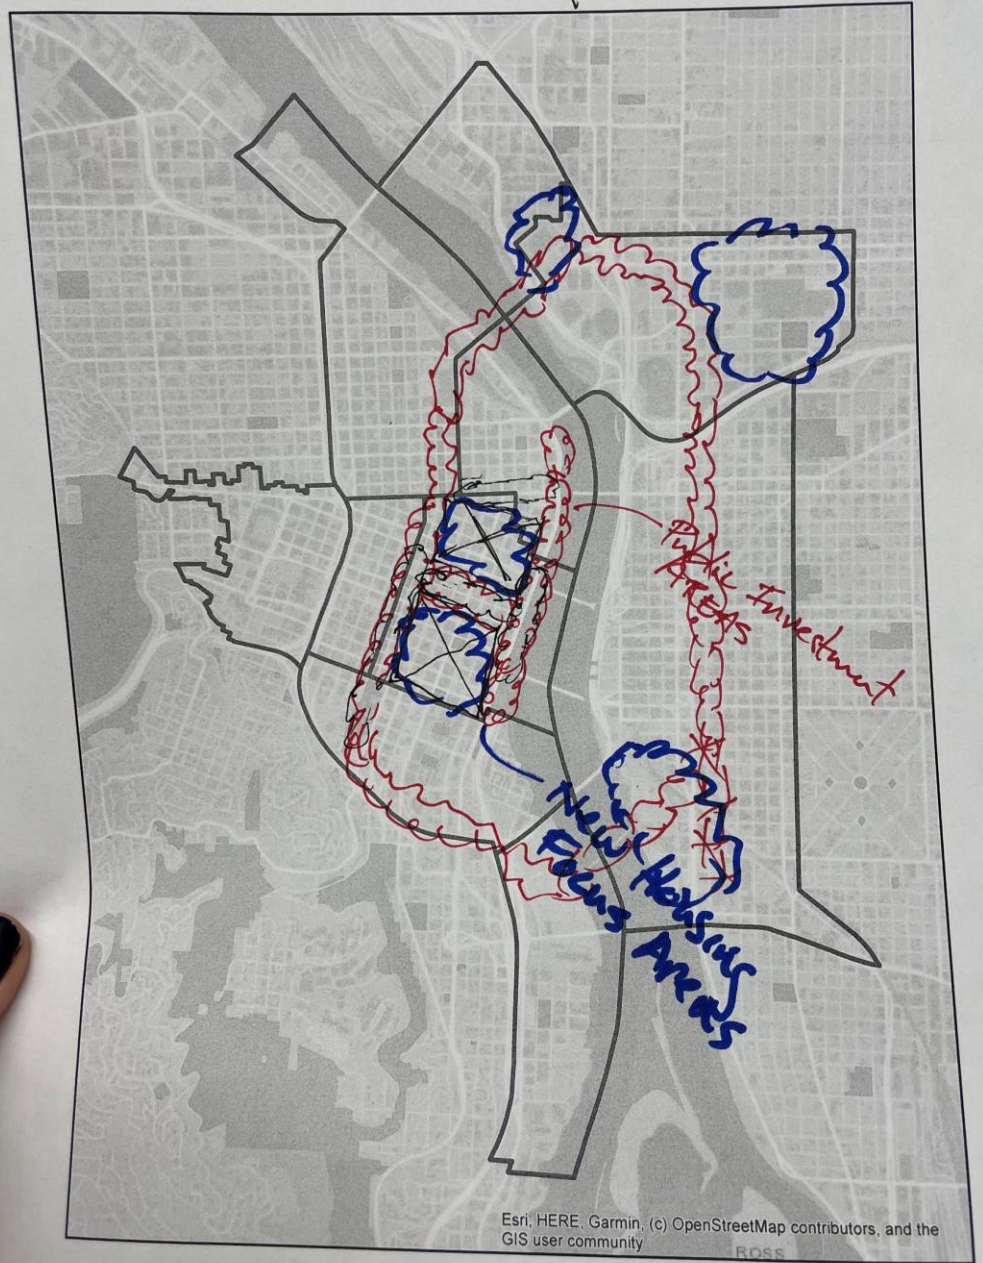 Public Investment
AREAS
New Housing
Focus Areas
Esri, HERE, Garmin, (c) OpenStreetMap contributors, and the
GIS user community
ROSS